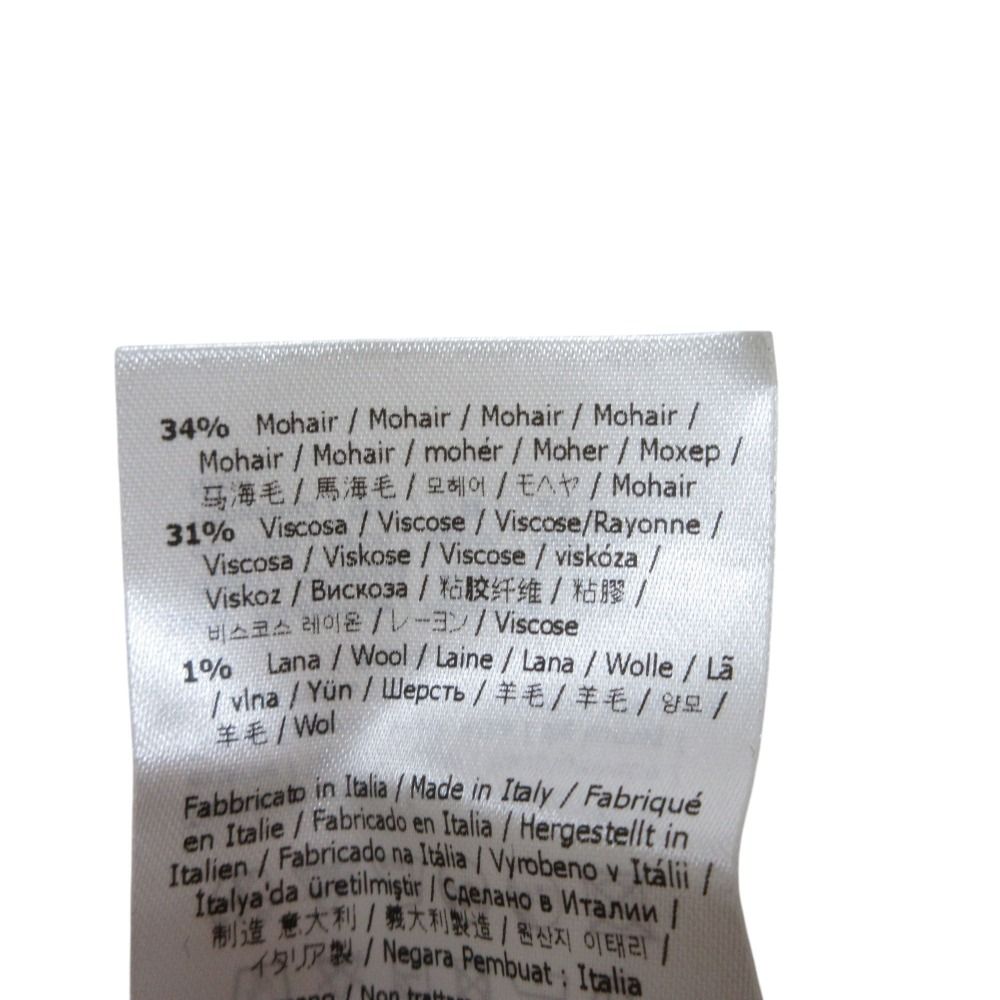 34% Mohair / Mohair / Mohair / Mohair /
Mohair / Mohair / mohér / Moher / Мохер /
马海毛 / 馬海毛 / 모헤어 / モヘヤ / Mohair
31% Viscosa / Viscose / Viscose/Rayonne /
Viscosa / Viskose / Viscose / viskóza /
Viskoz / Вискоза / 粘胶纤维 / 粘膠 /
비스코스 레이온 / レーヨン / Viscose
1% Lana / Wool / Laine / Lana / Wolle / Lã
/ vlna / Yün / Шерсть / 羊毛 / 羊毛 / 양모 /
羊毛 / Wol
Fabbricato in Italia / Made in Italy / Fabriqué
en Italie / Fabricado en Italia / Hergestellt in
Italien / Fabricado na Itália / Vyrobeno v Itálii /
İtalya'da üretilmiştir / Сделано в Италии /
制造 意大利 / 義大利製造 / 원산지 이태리 /
イタリア製 / Negara Pembuat : Italia
/ Non